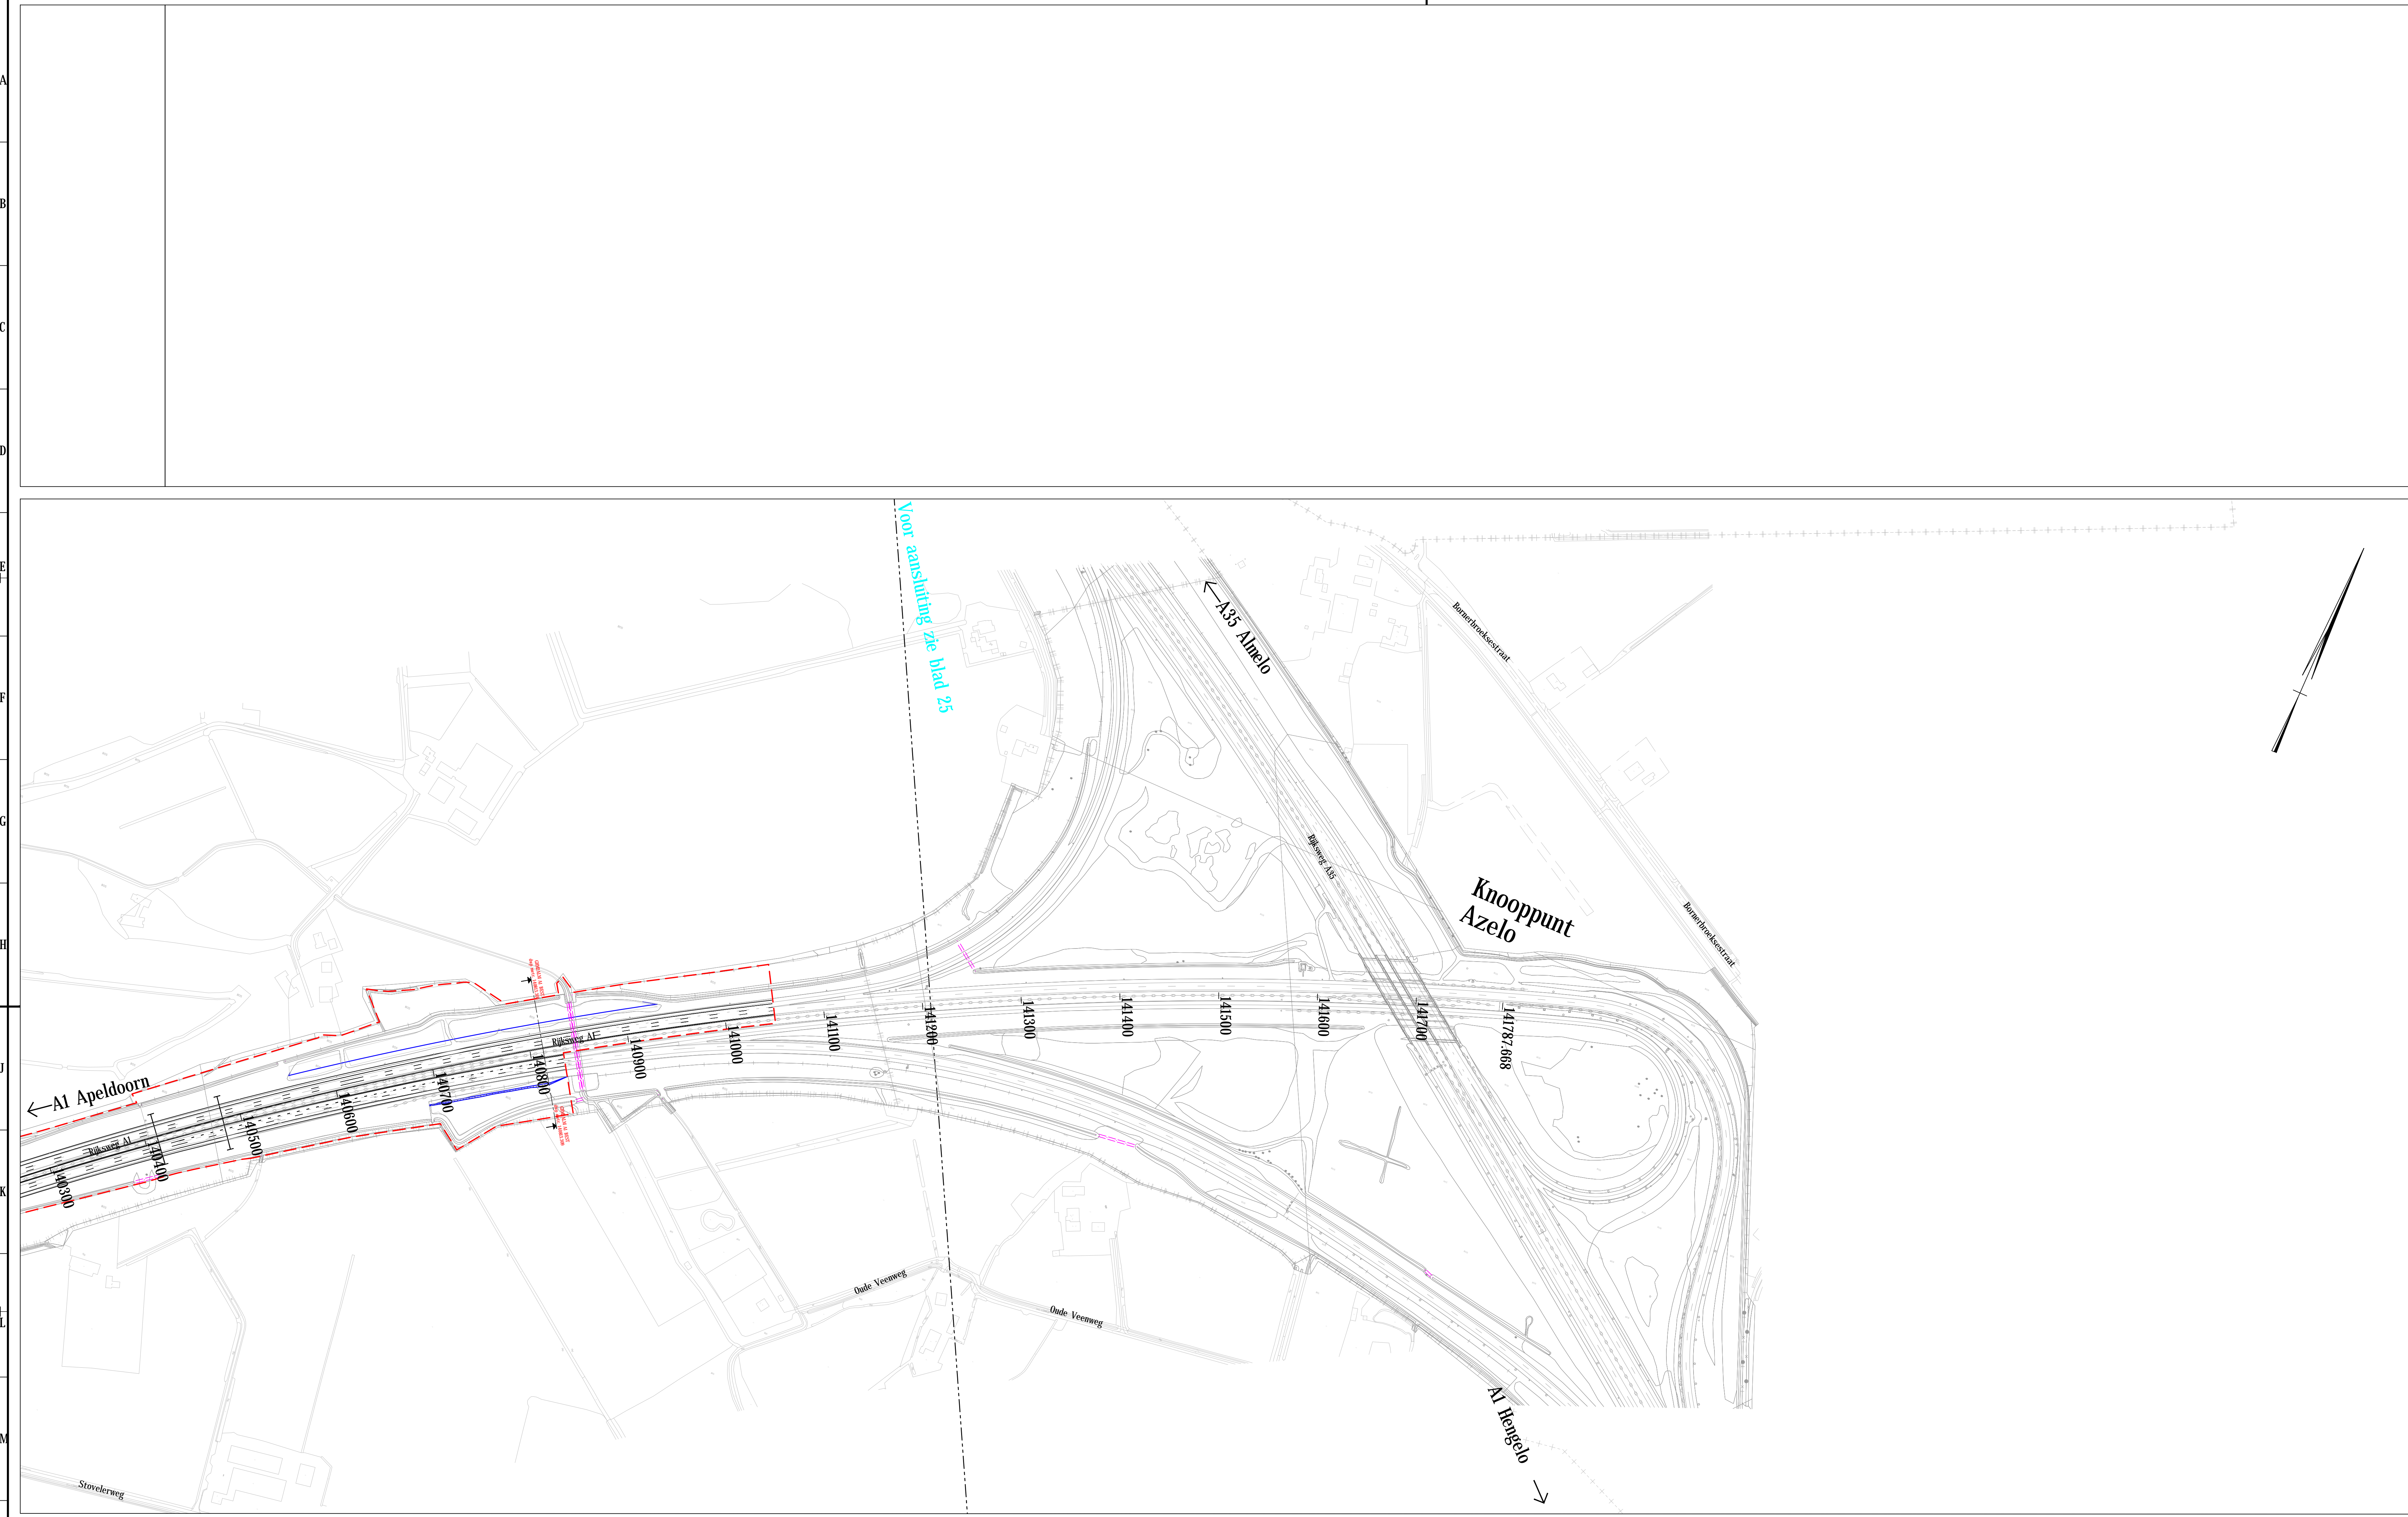 A
B
C
D
E
F
G
H
J
K
L
M
Voor aansluiting zie blad 25
A35 Almelo
Bornerbroeksestraat
Rijksweg A35
Knooppunt
Azelo
Bornerbroeksestraat
A1 Apeldoorn
Rijksweg A1
Rijksweg A1
140300
140400
140500
140600
140700
140800
140900
141000
141100
141200
141300
141400
141500
141600
141700
141787.668
Oude Veenweg
Oude Veenweg
A1 Hengelo
Stovelerweg